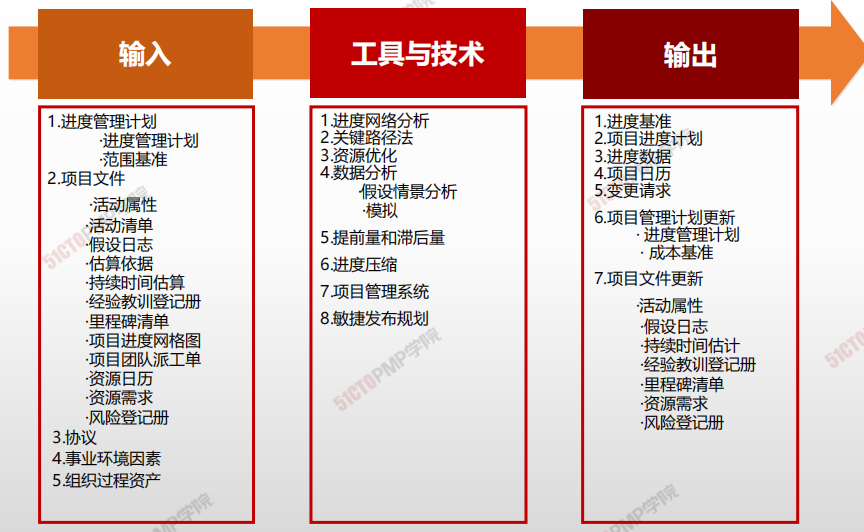 输入
1.进度管理计划
·进度管理计划
·范围基准
2.项目文件
·活动属性
·活动清单
·假设日志
·估算依据
·持续时间估算
·经验教训登记册
·里程碑清单
·项目进度网格图
·项目团队派工单
·资源日历
·资源需求
·风险登记册
3.协议
4.事业环境因素
5.组织过程资产
工具与技术
1.进度网络分析
2.关键路径法
3.资源优化
4.数据分析
·假设情景分析
·模拟
5.提前量和滞后量
6.进度压缩
7.项目管理系统
8.敏捷发布规划
输出
1.进度基准
2.项目进度计划
3.进度数据
4.项目日历
5.变更请求
6.项目管理计划更新
· 进度管理计划
· 成本基准
7.项目文件更新
·活动属性
·假设日志
·持续时间估计
·经验教训登记册
·里程碑清单
·资源需求
·风险登记册
51CTOPMP学院
51CTOPMP学院